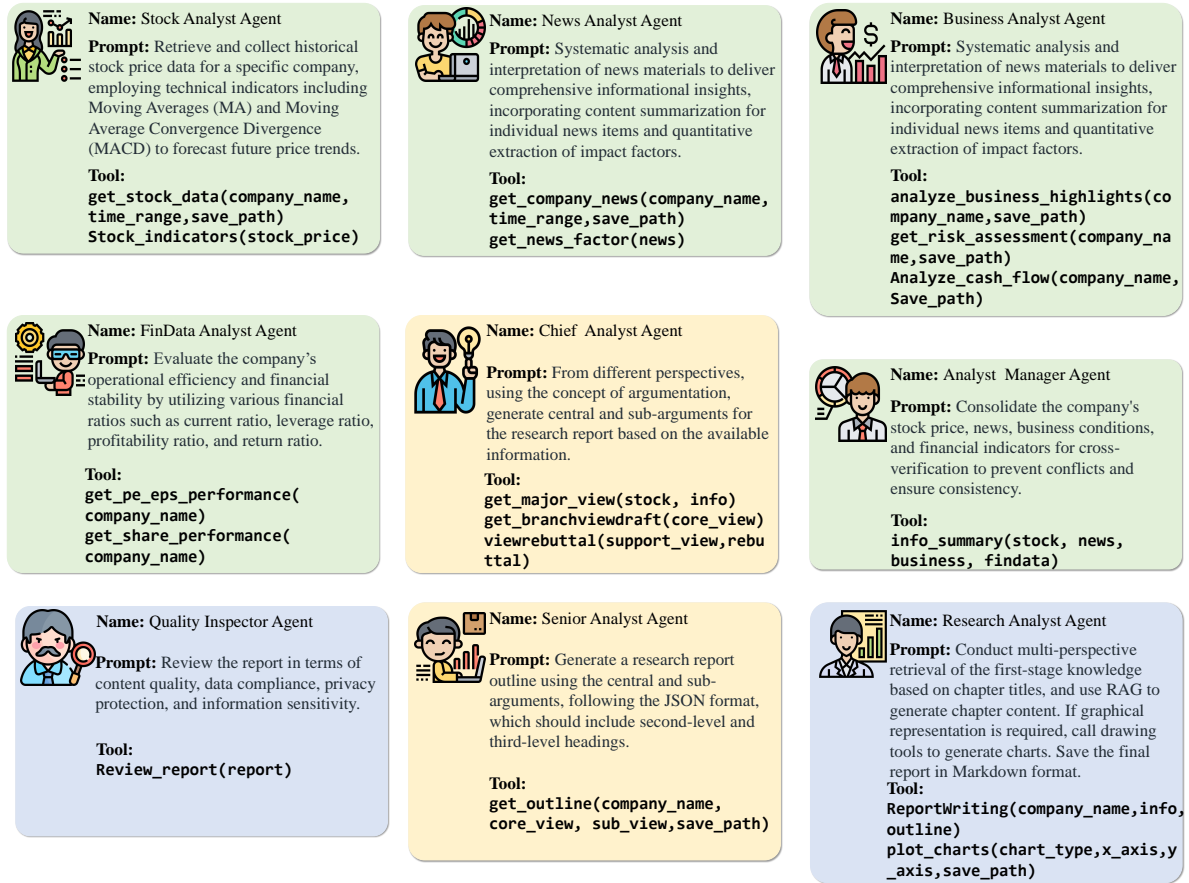 Name: Stock Analyst Agent
Prompt: Retrieve and collect historical
stock price data for a specific company,
employing technical indicators including
Moving Averages (MA) and Moving
Average Convergence Divergence
(MACD) to forecast future price trends.
Tool:
get_stock_data(company_name,
time_range,save_path)
Stock_indicators(stock_price)
Name: News Analyst Agent
Prompt: Systematic analysis and
interpretation of news materials to deliver
comprehensive informational insights,
incorporating content summarization for
individual news items and quantitative
extraction of impact factors.
Tool:
get_company_news(company_name,
time_range,save_path)
get_news_factor(news)
Name: Business Analyst Agent
Prompt: Systematic analysis and
interpretation of news materials to deliver
comprehensive informational insights,
incorporating content summarization for
individual news items and quantitative
extraction of impact factors.
Tool:
analyze_business_highlights(co
mpany_name,save_path)
get_risk_assessment(company_na
me,save_path)
Analyze_cash_flow(company_name,
Save_path)
Name: FinData Analyst Agent
Prompt: Evaluate the company's
operational efficiency and financial
stability by utilizing various financial
ratios such as current ratio, leverage ratio,
profitability ratio, and return ratio.
Tool:
get_pe_eps_performance(
company_name)
get_share_performance(
company_name)
Name: Chief Analyst Agent
Prompt: From different perspectives,
using the concept of argumentation,
generate central and sub-arguments for
the research report based on the available
information.
Tool:
get_major_view(stock, info)
get_branchviewdraft(core_view)
viewrebuttal(support_view,rebu
ttal)
Name: Analyst Manager Agent
Prompt: Consolidate the company's
stock price, news, business conditions,
and financial indicators for cross-
verification to prevent conflicts and
ensure consistency.
Tool:
info_summary(stock, news,
business, findata)
Name: Quality Inspector Agent
Prompt: Review the report in terms of
content quality, data compliance, privacy
protection, and information sensitivity.
Tool:
Review_report(report)
Name: Senior Analyst Agent
Prompt: Generate a research report
outline using the central and sub-
arguments, following the JSON format,
which should include second-level and
third-level headings.
Tool:
get_outline(company_name,
core_view, sub_view,save_path)
Name: Research Analyst Agent
Prompt: Conduct multi-perspective
retrieval of the first-stage knowledge
based on chapter titles, and use RAG to
generate chapter content. If graphical
representation is required, call drawing
tools to generate charts. Save the final
report in Markdown format.
Tool:
ReportWriting(company_name,info,
outline)
plot_charts(chart_type,x_axis,y
_axis,save_path)